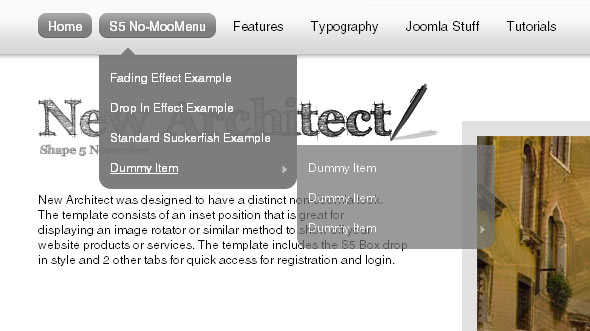 Home S5 No-MooMenu Features Typography Joomla Stuff Tutorials
Fading Effect Example
Drop In Effect Example
Standard Suckerfish Example
Dummy Item
Dummy Item
Dummy Item
Dummy Item
New Architect
Shape 5 November
New Architect was designed to have a distinct
The template consists of an inset position that is great for
displaying an image rotator or similar method to
website products or services. The template includes the S5 Box drop
in style and 2 other tabs for quick access for registration and login.